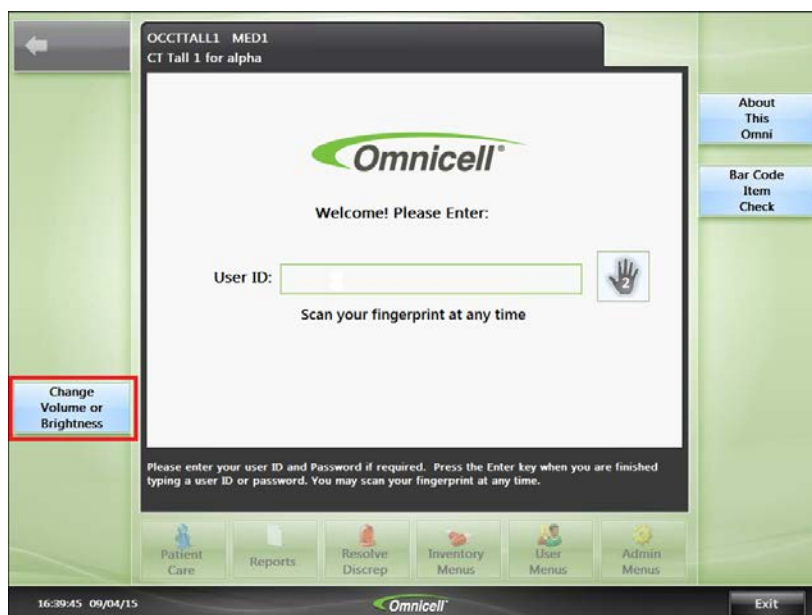 OCCTTALL1 MED1
CT Tall 1 for alpha
Omnicell®
Welcome! Please Enter:
User ID:
2
Scan your fingerprint at any time
Please enter your user ID and Password if required. Press the Enter key when you are finished
typing a user ID or password. You may scan your fingerprint at any time.
About
This
Omni
Bar Code
Item
Check
Change
Volume or
Brightness
Patient
Care
Reports
Resolve
Discrep
Inventory
Menus
User
Menus
Admin
Menus
16:39:45 09/04/15
Omnicell
Exit